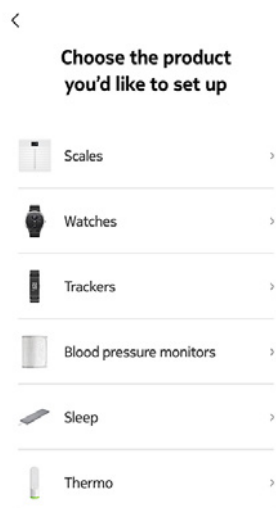 Choose the product
you'd like to set up
Scales
Watches
Trackers
Blood pressure monitors
Sleep
Thermo